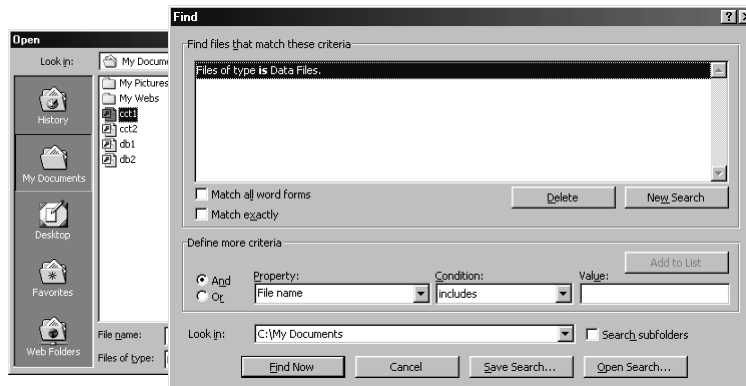 Open
Look in:
My Docum
History
My Documents
Desktop
Favorites
Web Folders
My Pictures
My Webs
cct1
cct2
db1
db2
File name:
Files of type:
Find
Find files that match these criteria
Files of type is Data Files.
Match all word forms
Match exactly
Delete
New Search
Define more criteria
And
Or
Property:
File name
Condition:
includes
Value:
Add to List
Look in:
C:\My Documents
Search subfolders
Find Now
Cancel
Save Search...
Open Search...